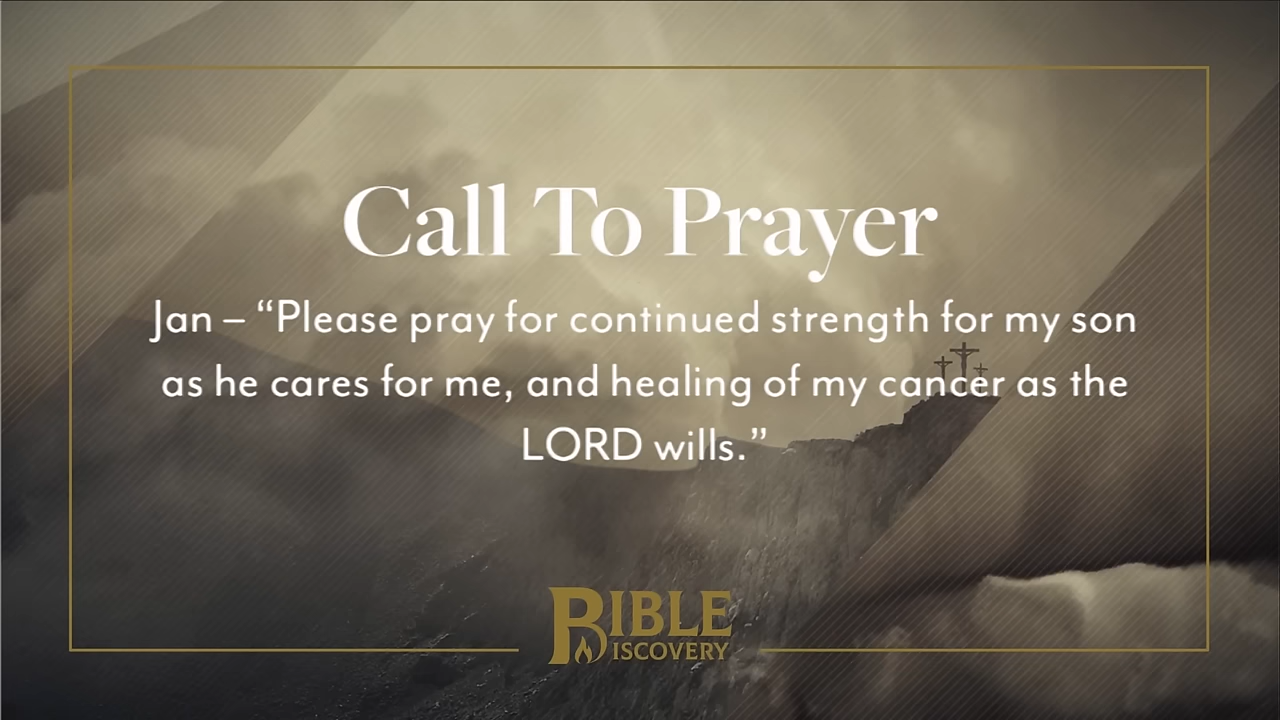 Call To Prayer
Jan – “Please pray for continued strength for my son
as he cares for me, and healing of my cancer as the
LORD wills.”
BIBLE
DISCOVERY